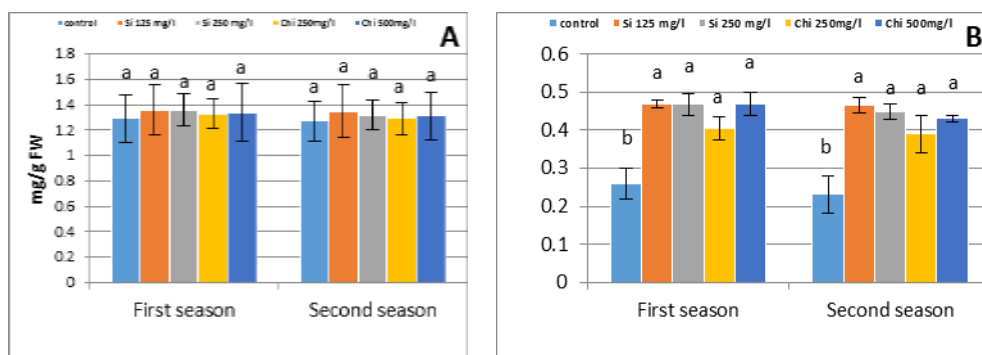 control Si 125 mg/l Si 250 mg/l Chi 250mg/l Chi 500mg/l
A
mg/g FW
1.8
1.6
1.4
1.2
1
0.8
0.6
0.4
0.2
0
a a a a a
a a a a a
First season Second season
control Si 125 mg/l Si 250 mg/l Chi 250mg/l Chi 500mg/l
B
0.6
0.5
0.4
0.3
0.2
0.1
0
b a a a a
b a a a a
First season Second season